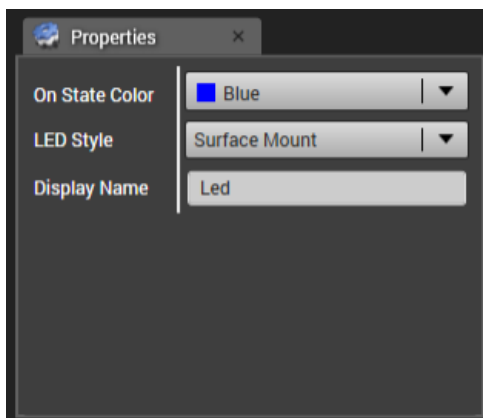 Properties
On State Color Blue
LED Style Surface Mount
Display Name Led